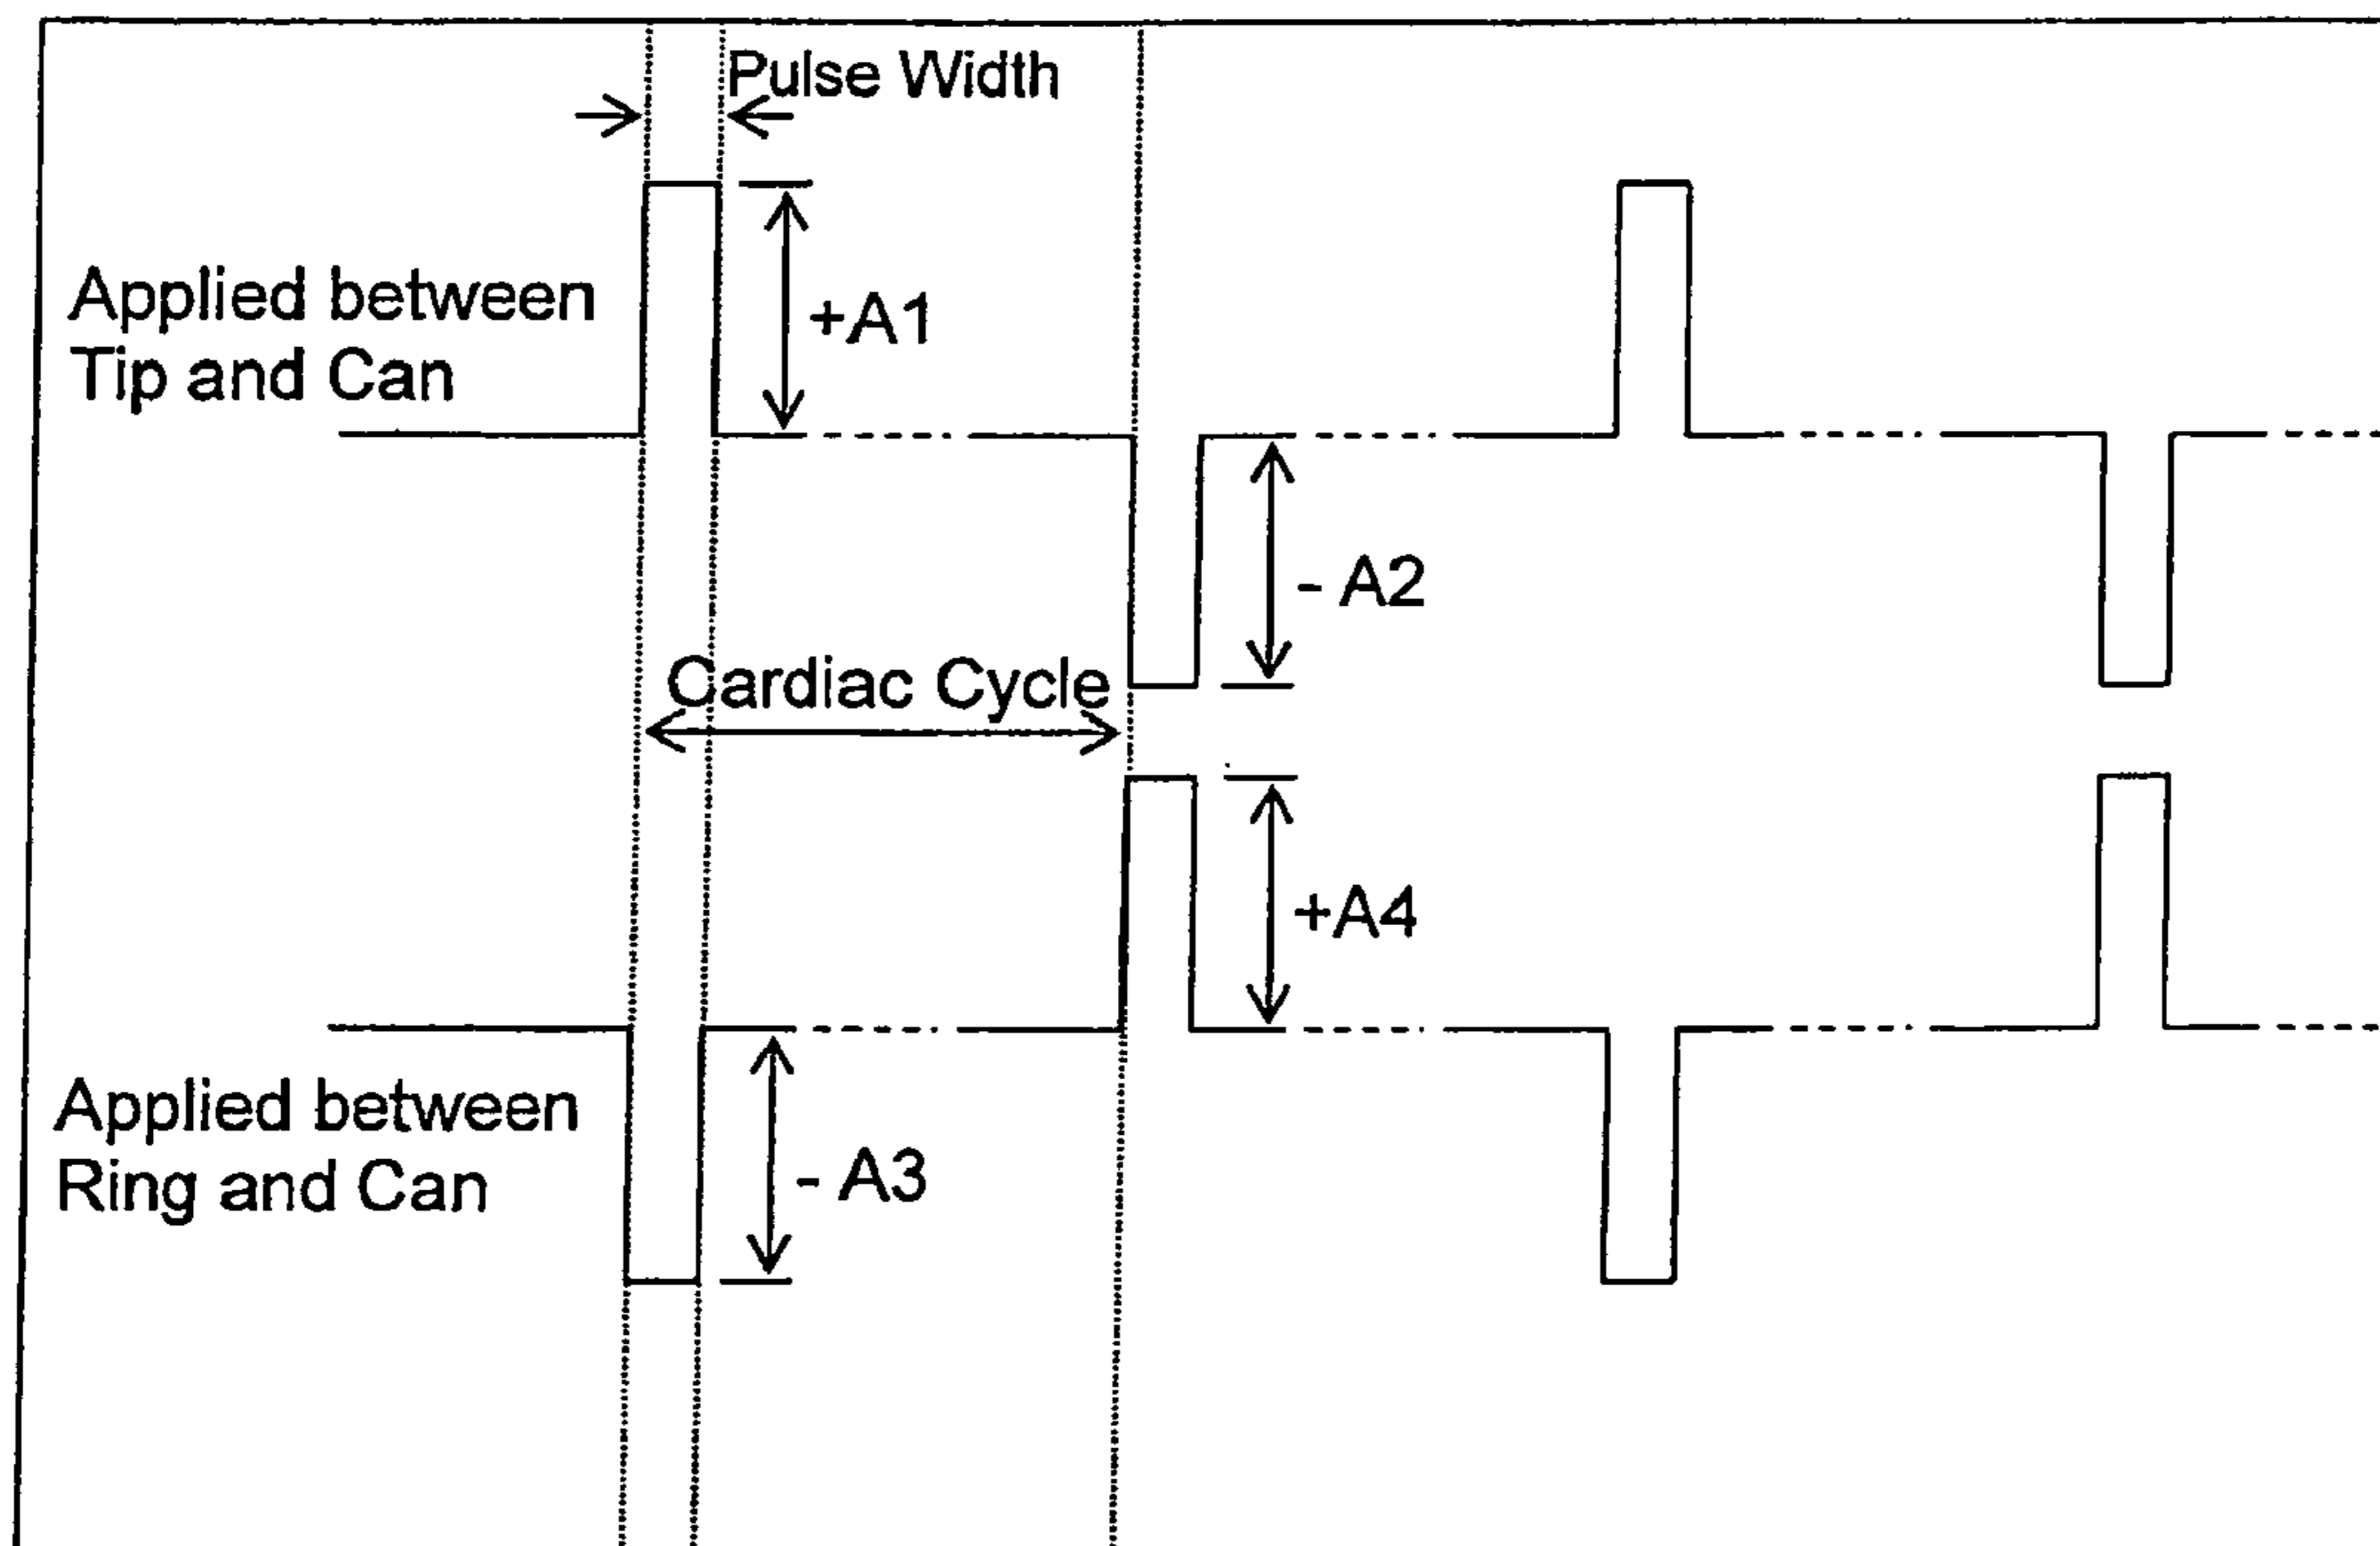 Pulse Width
Applied between
Tip and Can
+A1
- A2
Cardiac Cycle
+A4
Applied between
Ring and Can
- A3